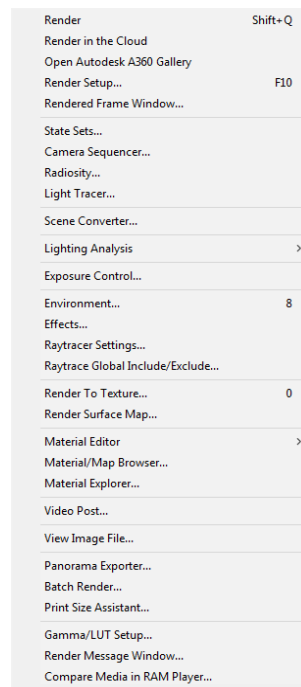 Render Shift+Q
Render in the Cloud
Open Autodesk A360 Gallery
Render Setup... F10
Rendered Frame Window...
State Sets...
Camera Sequencer...
Radiosity...
Light Tracer...
Scene Converter...
Lighting Analysis
Exposure Control...
Environment... 8
Effects...
Raytracer Settings...
Raytrace Global Include/Exclude...
Render To Texture... 0
Render Surface Map...
Material Editor
Material/Map Browser...
Material Explorer...
Video Post...
View Image File...
Panorama Exporter...
Batch Render...
Print Size Assistant...
Gamma/LUT Setup...
Render Message Window...
Compare Media in RAM Player...